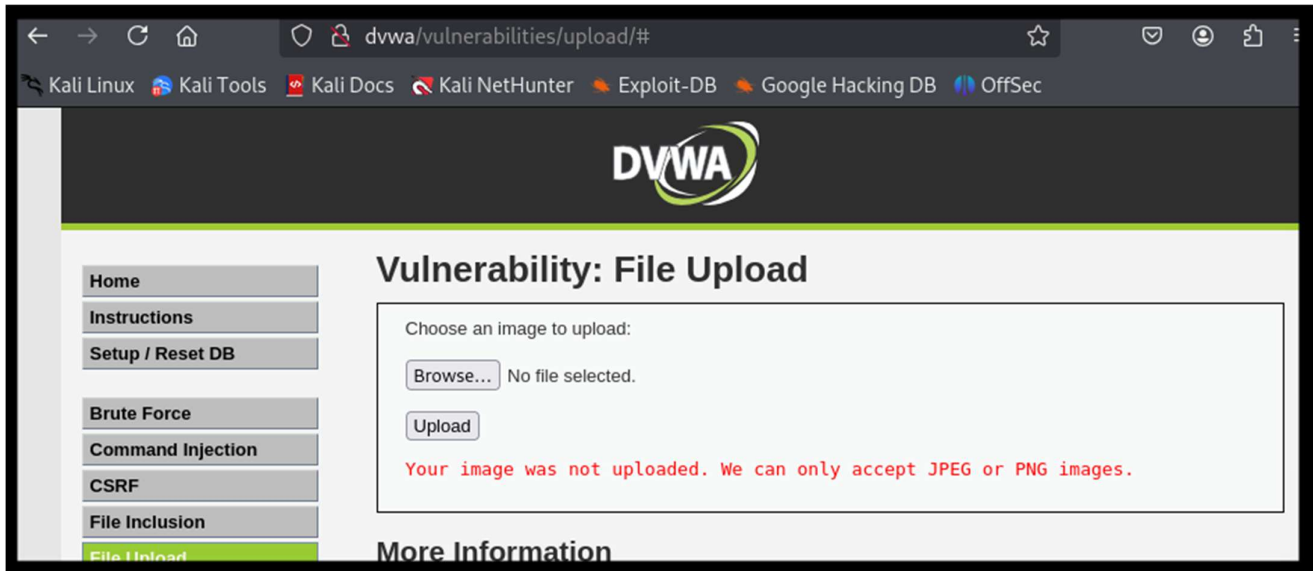 dvwa/vulnerabilities/upload/#
Kali Linux Kali Tools Kali Docs Kali NetHunter Exploit-DB Google Hacking DB OffSec
DVWA
Home
Instructions
Setup / Reset DB
Brute Force
Command Injection
CSRF
File Inclusion
File Upload
Vulnerability: File Upload
Choose an image to upload:
Browse... No file selected.
Upload
Your image was not uploaded. We can only accept JPEG or PNG images.
More Information